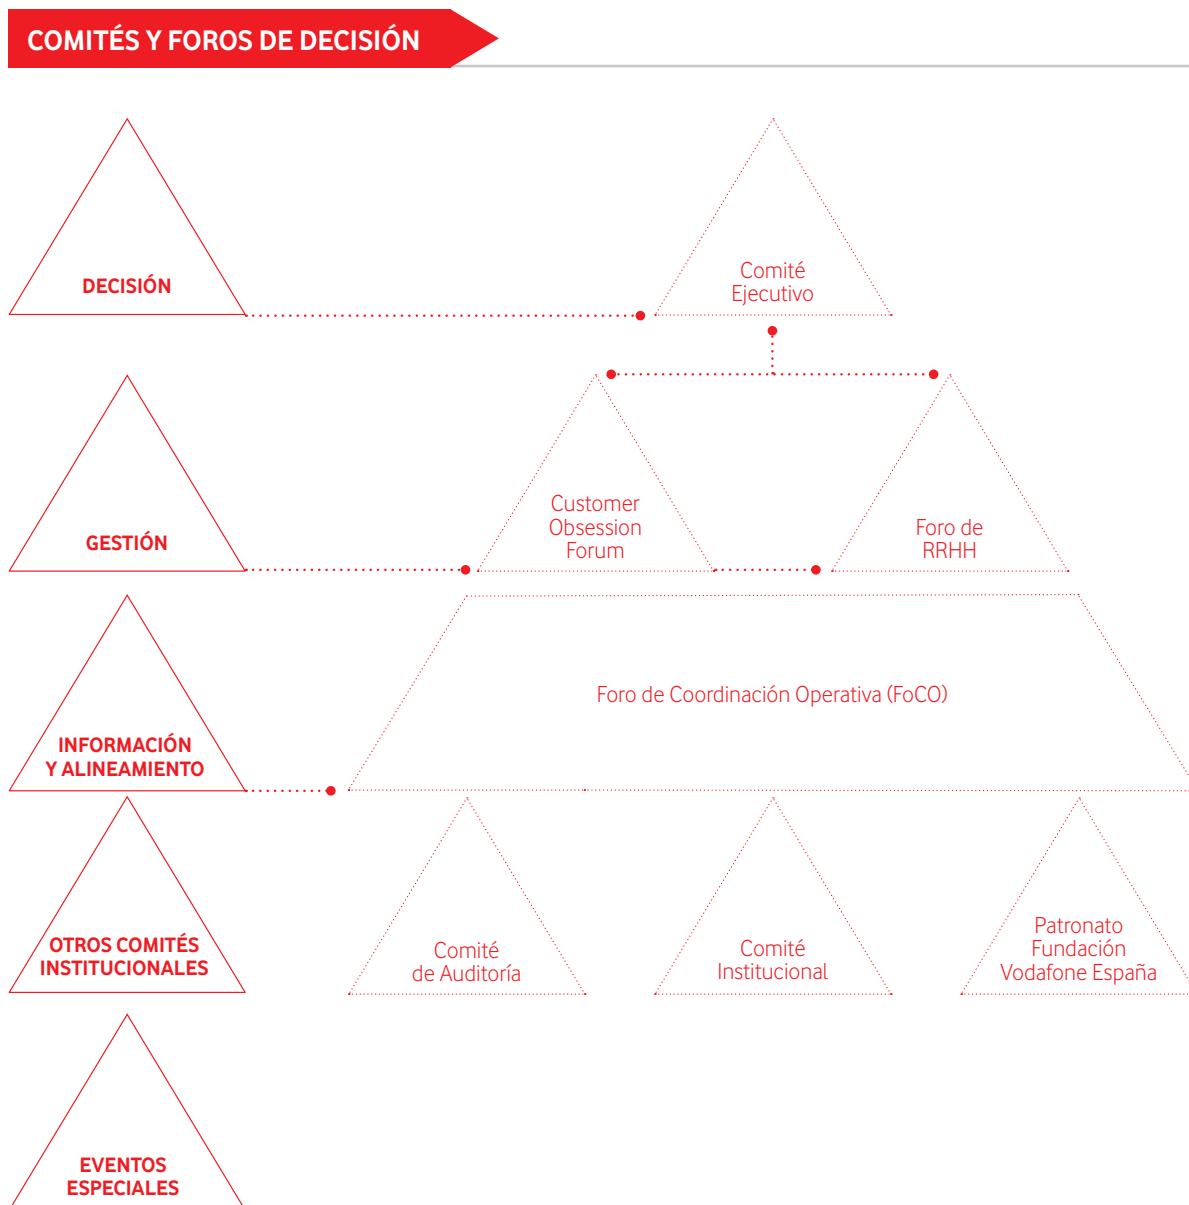 COMITÉS Y FOROS DE DECISIÓN
DECISIÓN
Comité
Ejecutivo
GESTIÓN
Customer
Obsession
Forum
Foro de
RRHH
INFORMACIÓN
Y ALINEAMIENTO
Foro de Coordinación Operativa (FoCO)
OTROS COMITÉS
INSTITUCIONALES
Comité
de Auditoría
Comité
Institucional
Patronato
Fundación
Vodafone España
EVENTOS
ESPECIALES